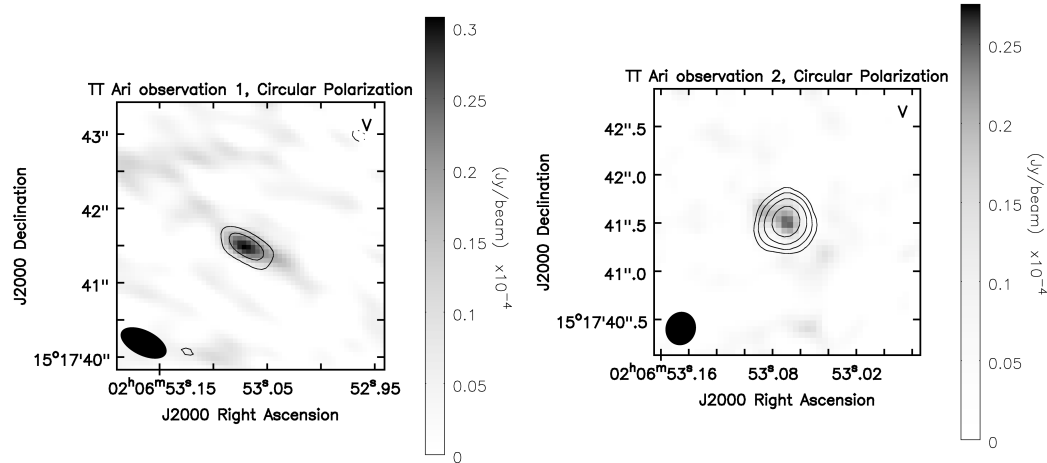 TT Ari observation 1, Circular Polarization
V
43"
42"
41"
15°17'40"
J2000 Declination
02ʰ06ᵐ53ˢ.15 53ˢ.05 52ˢ.95
J2000 Right Ascension
0.3
0.25
0.2
0.15
0.1
0.05
0
(Jy/beam) x10⁻⁴
TT Ari observation 2, Circular Polarization
V
42".5
42".0
41".5
41".0
15°17'40".5
J2000 Declination
02ʰ06ᵐ53ˢ.16 53ˢ.08 53ˢ.02
J2000 Right Ascension
0.25
0.2
0.15
0.1
0.05
0
(Jy/beam) x10⁻⁴